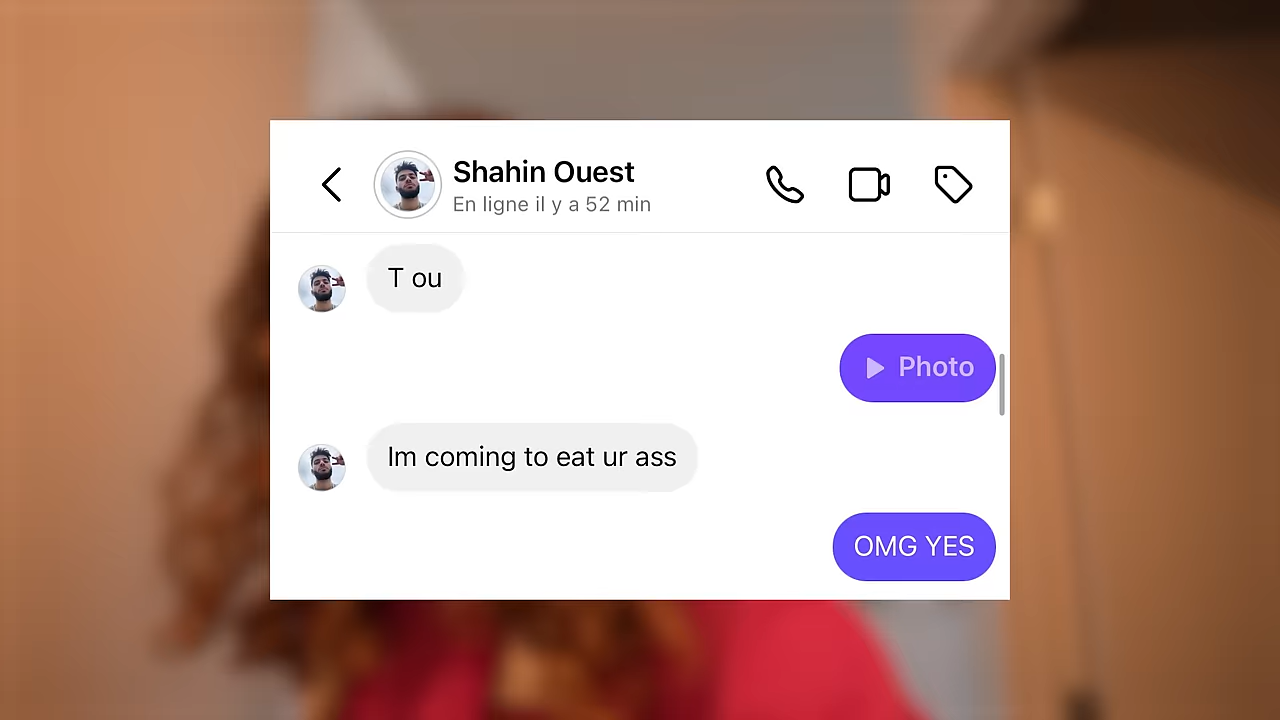 Shahin Ouest
En ligne il y a 52 min
T ou
Photo
Im coming to eat ur ass
OMG YES